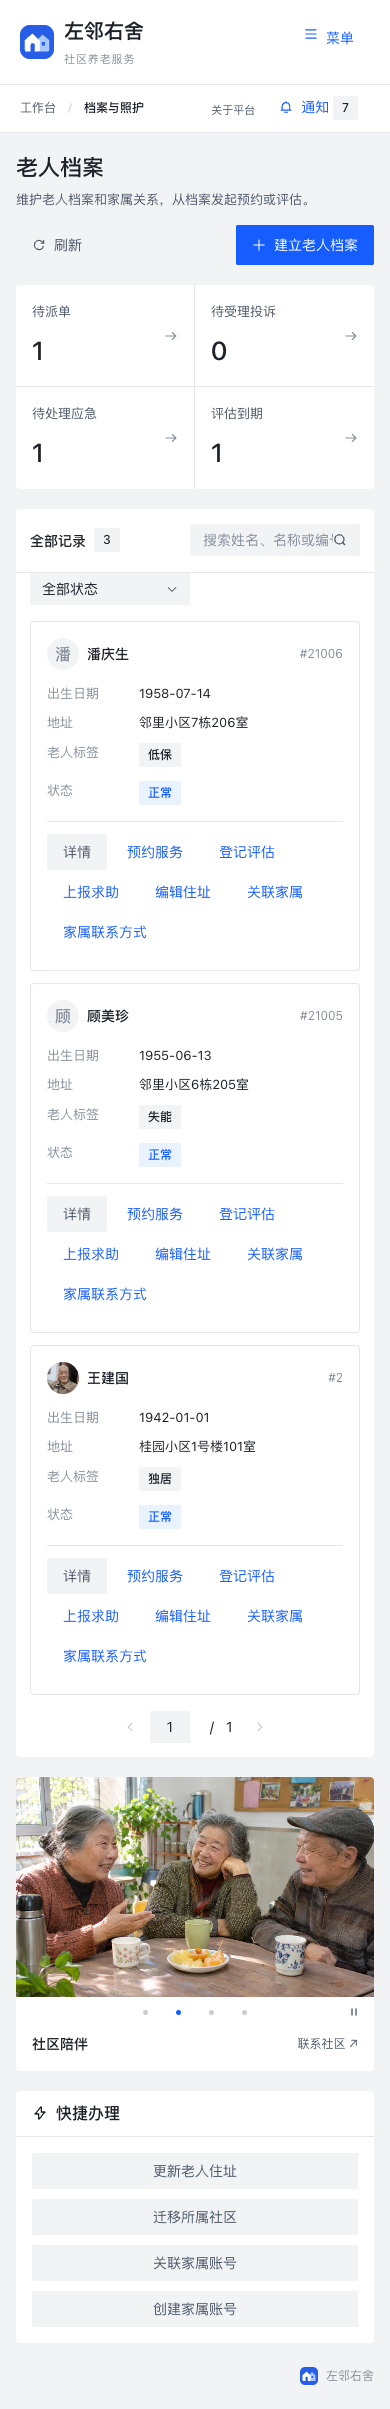 左邻右舍
社区养老服务
菜单
工作台 / 档案与照护
关于平台
通知 7
老人档案
维护老人档案和家属关系，从档案发起预约或评估。
刷新
建立老人档案
待派单
1
待受理投诉
0
待处理应急
1
评估到期
1
全部记录 3
搜索姓名、名称或编
全部状态
潘 潘庆生 #21006
出生日期 1958-07-14
地址 邻里小区7栋206室
老人标签 低保
状态 正常
详情 预约服务 登记评估
上报求助 编辑住址 关联家属
家属联系方式
顾 顾美珍 #21005
出生日期 1955-06-13
地址 邻里小区6栋205室
老人标签 失能
状态 正常
详情 预约服务 登记评估
上报求助 编辑住址 关联家属
家属联系方式
王建国 #2
出生日期 1942-01-01
地址 桂园小区1号楼101室
老人标签 独居
状态 正常
详情 预约服务 登记评估
上报求助 编辑住址 关联家属
家属联系方式
1 / 1
社区陪伴
联系社区
快捷办理
更新老人住址
迁移所属社区
关联家属账号
创建家属账号
左邻右舍